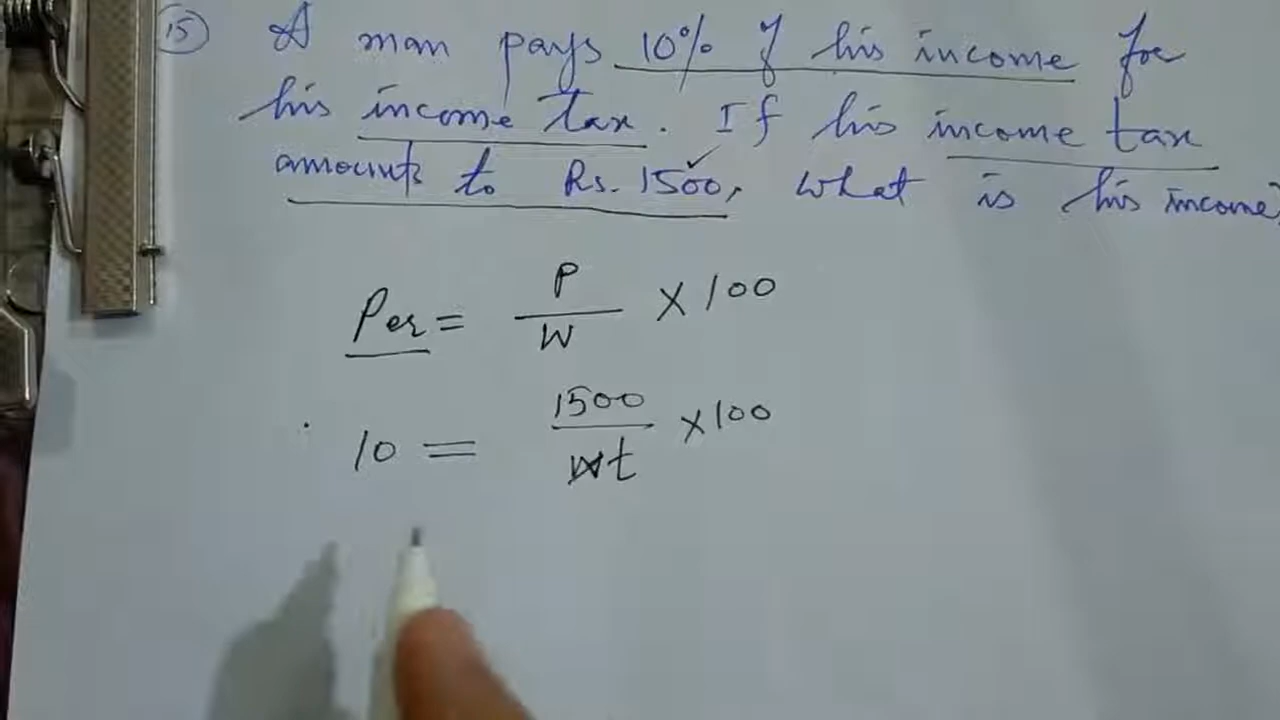 15 A man pays 10% of his income for
his income tax. If his income tax
amounts to Rs. 1500, what is his income?
Per = P/W × 100
10 = 1500/t × 100